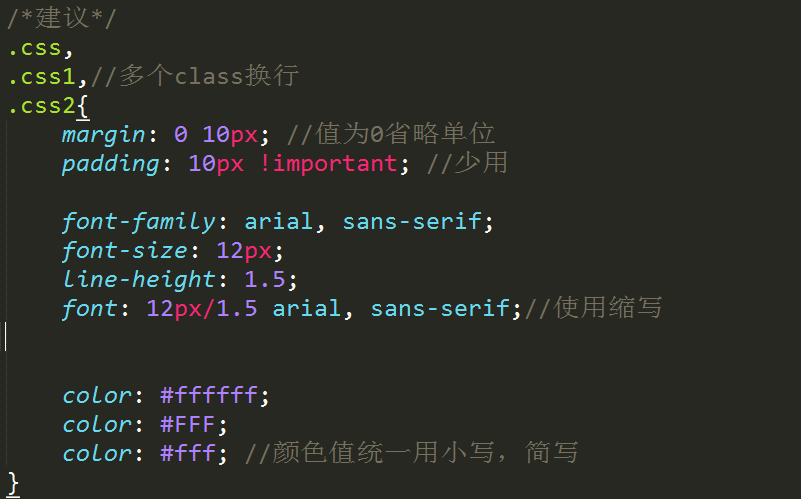 /*建议*/
.css,
.css1,//多个class换行
.css2{
margin: 0 10px; //值为0省略单位
padding: 10px !important; //少用
font-family: arial, sans-serif;
font-size: 12px;
line-height: 1.5;
font: 12px/1.5 arial, sans-serif;//使用缩写
color: #ffffff;
color: #FFF;
color: #fff; //颜色值统一用小写，简写
}